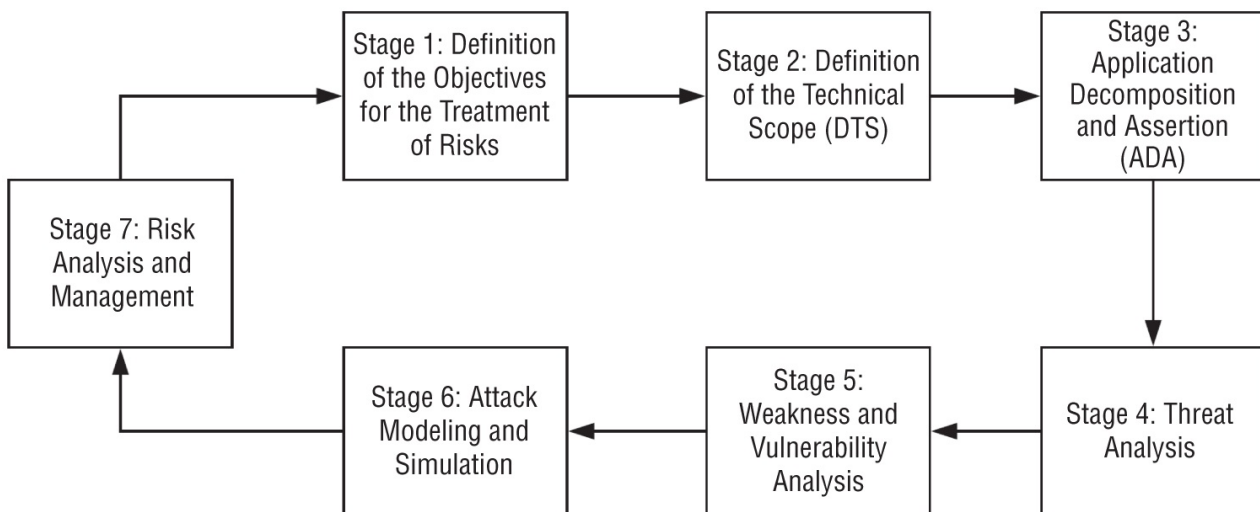 Stage 1: Definition
of the Objectives
for the Treatment
of Risks
Stage 2: Definition
of the Technical
Scope (DTS)
Stage 3:
Application
Decomposition
and Assertion
(ADA)
Stage 4: Threat
Analysis
Stage 5:
Weakness and
Vulnerability
Analysis
Stage 6: Attack
Modeling and
Simulation
Stage 7: Risk
Analysis and
Management